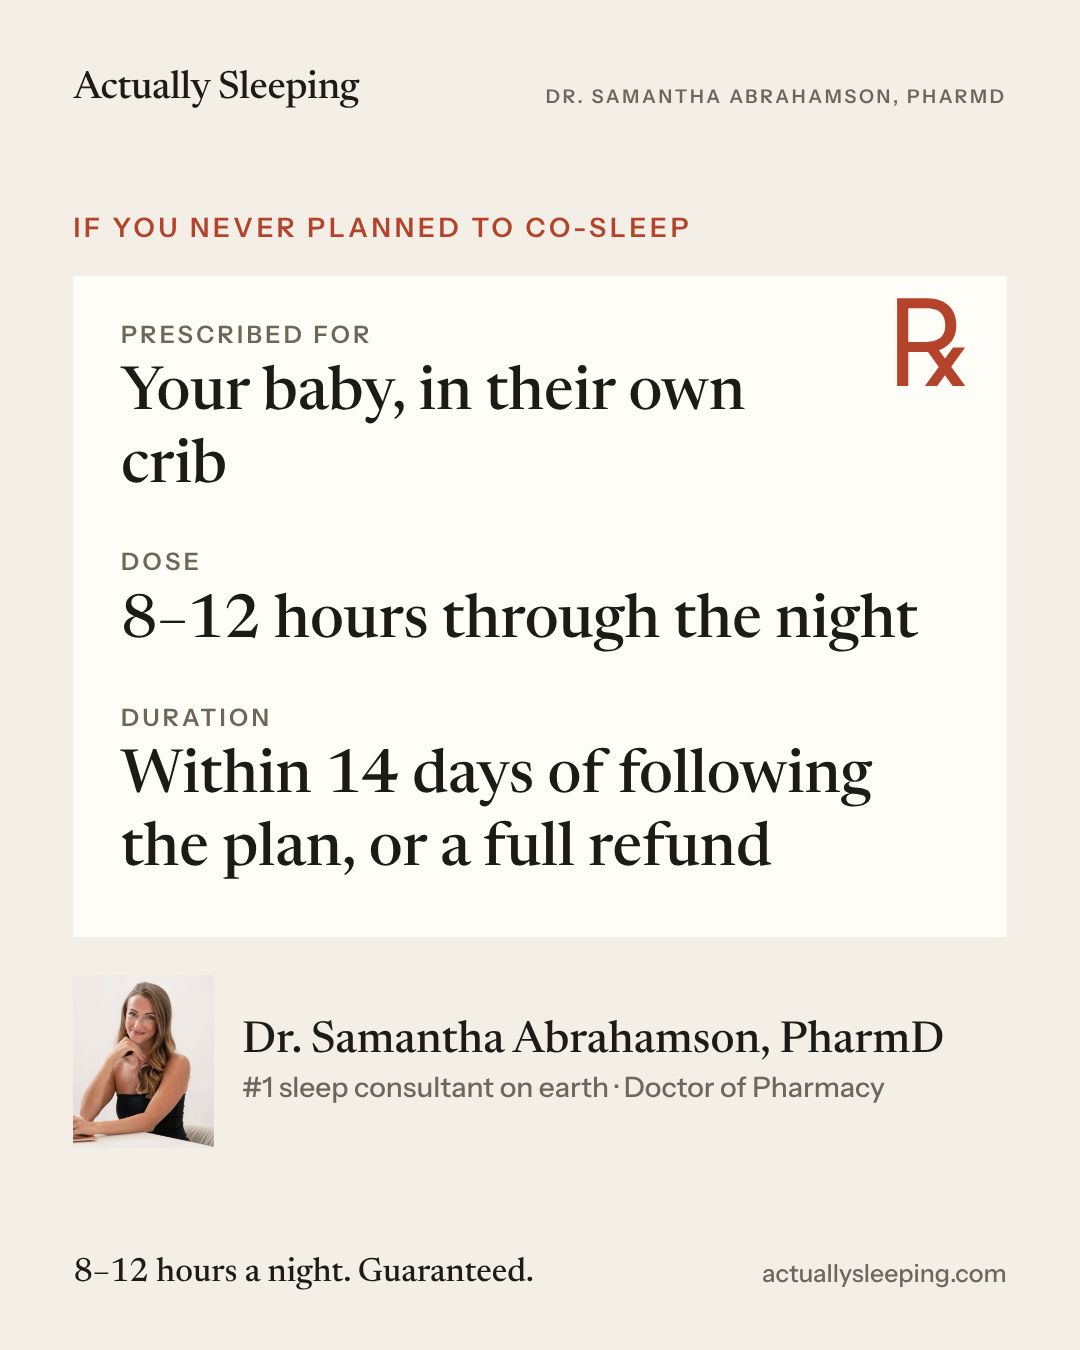 Actually Sleeping
DR. SAMANTHA ABRAHAMSON, PHARMD
IF YOU NEVER PLANNED TO CO-SLEEP
PRESCRIBED FOR
Rx
Your baby, in their own
crib
DOSE
8–12 hours through the night
DURATION
Within 14 days of following
the plan, or a full refund
Dr. Samantha Abrahamson, PharmD
#1 sleep consultant on earth · Doctor of Pharmacy
8–12 hours a night. Guaranteed.
actuallysleeping.com